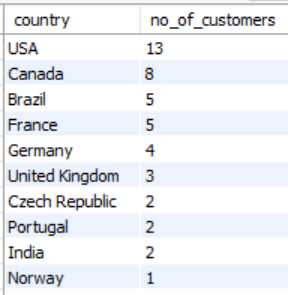 country no_of_customers
USA 13
Canada 8
Brazil 5
France 5
Germany 4
United Kingdom 3
Czech Republic 2
Portugal 2
India 2
Norway 1